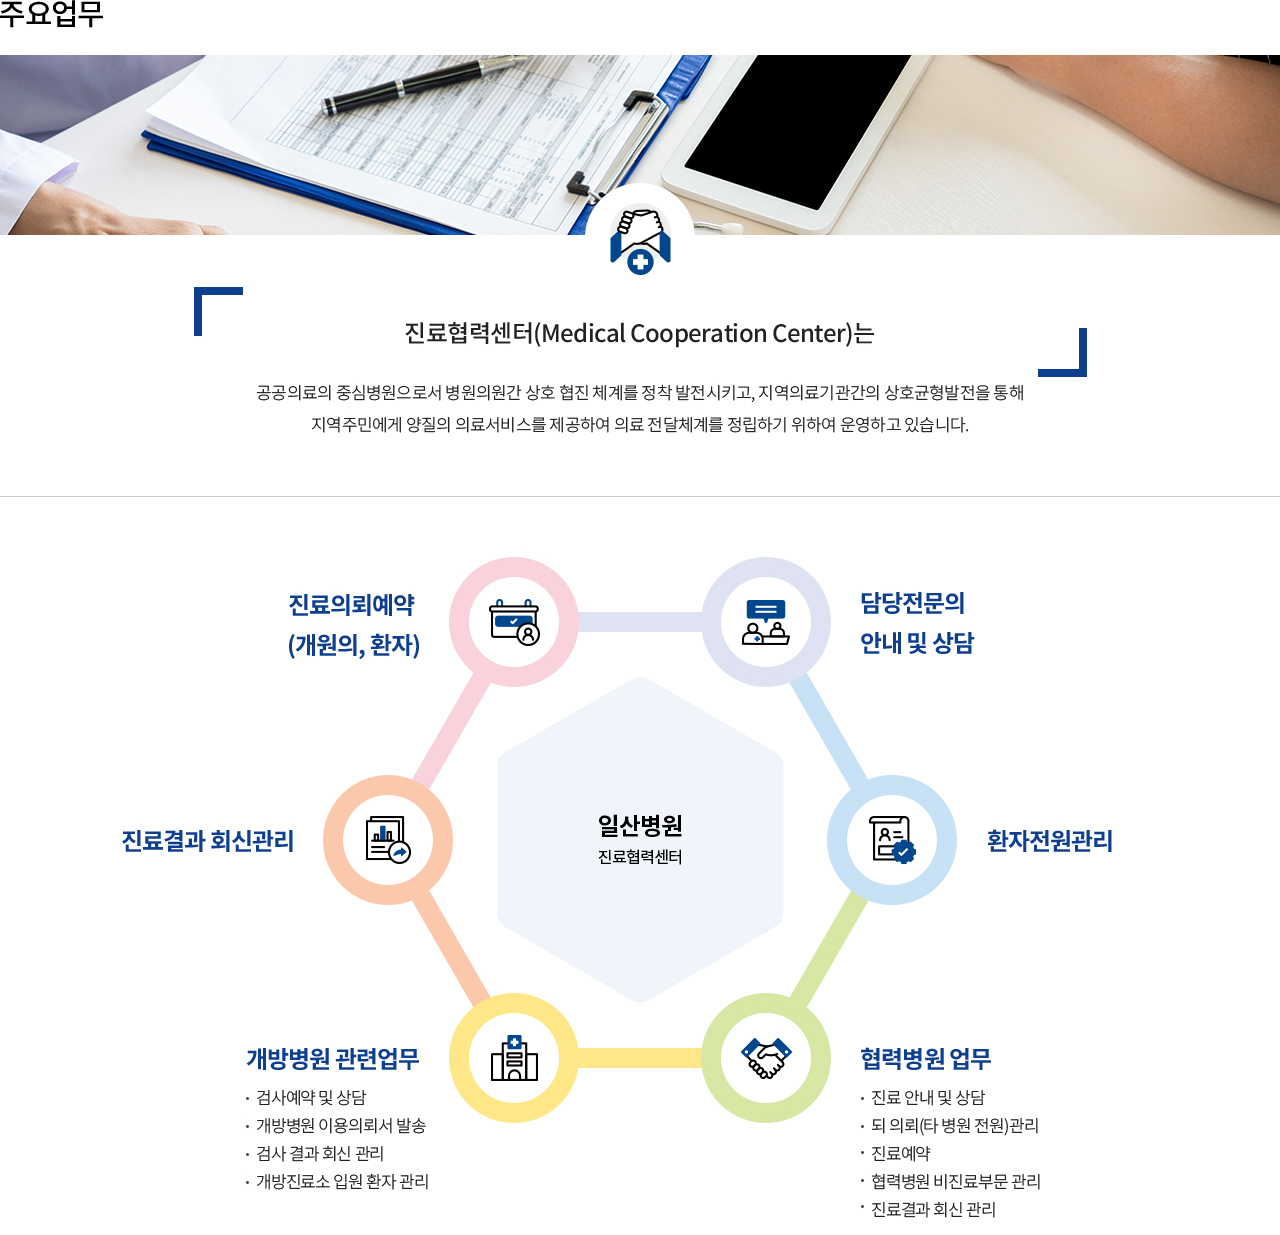 주요업무
진료협력센터(Medical Cooperation Center)는
공공의료의 중심병원으로서 병원의원간 상호 협진 체계를 정착 발전시키고, 지역의료기관간의 상호균형발전을 통해
지역주민에게 양질의 의료서비스를 제공하여 의료 전달체계를 정립하기 위하여 운영하고 있습니다.
진료의뢰예약
(개원의, 환자)
담당전문의
안내 및 상담
진료결과 회신관리
일산병원
진료협력센터
환자전원관리
개방병원 관련업무
· 검사예약 및 상담
· 개방병원 이용의뢰서 발송
· 검사 결과 회신 관리
· 개방진료소 입원 환자 관리
협력병원 업무
· 진료 안내 및 상담
· 되 의뢰(타 병원 전원)관리
· 진료예약
· 협력병원 비진료부문 관리
· 진료결과 회신 관리